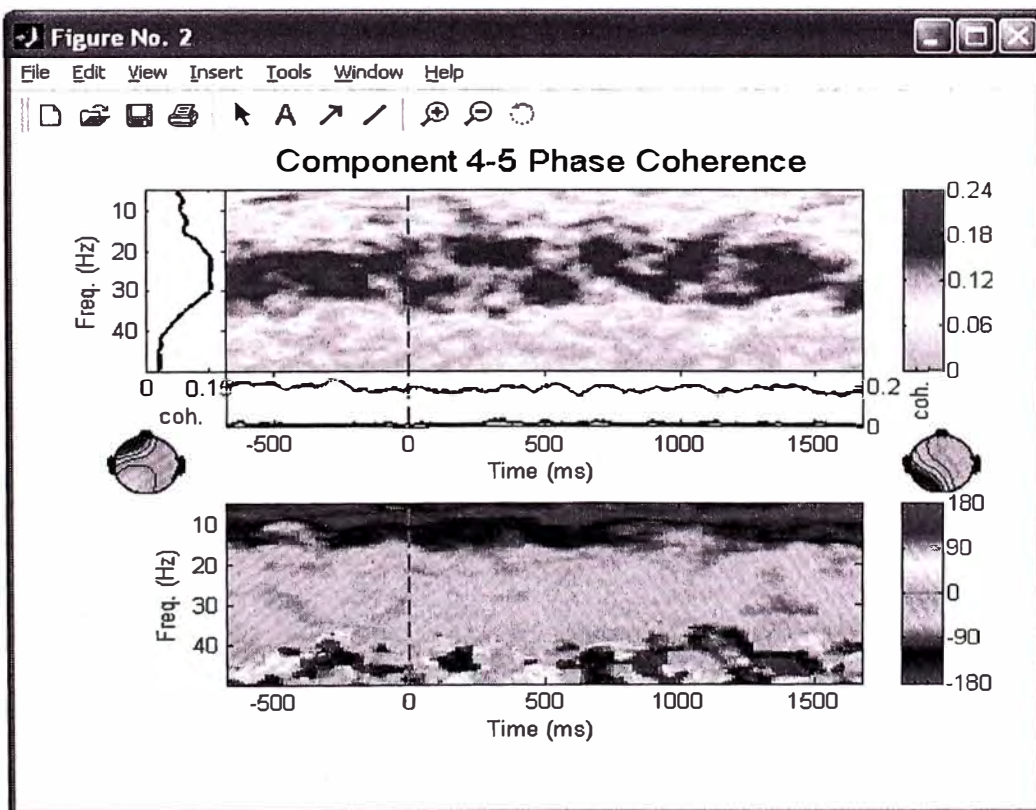 Figure No. 2
File Edit View Insert Tools Window Help
A
Component 4-5 Phase Coherence
Freq. (Hz)
10
20
30
40
0.24
0.18
0.12
0.06
0
0
coh.
0.2
0
coh.
-500 0 500 1000 1500
Time (ms)
Freq. (Hz)
10
20
30
40
180
90
0
-90
-180
-500 0 500 1000 1500
Time (ms)